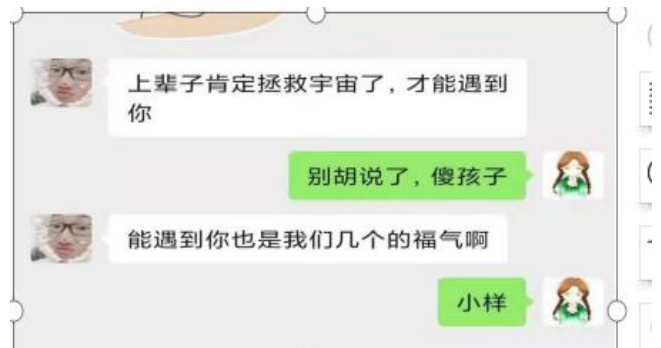 上辈子肯定拯救宇宙了，才能遇到
你
别胡说了，傻孩子
能遇到你也是我们几个的福气啊
小样